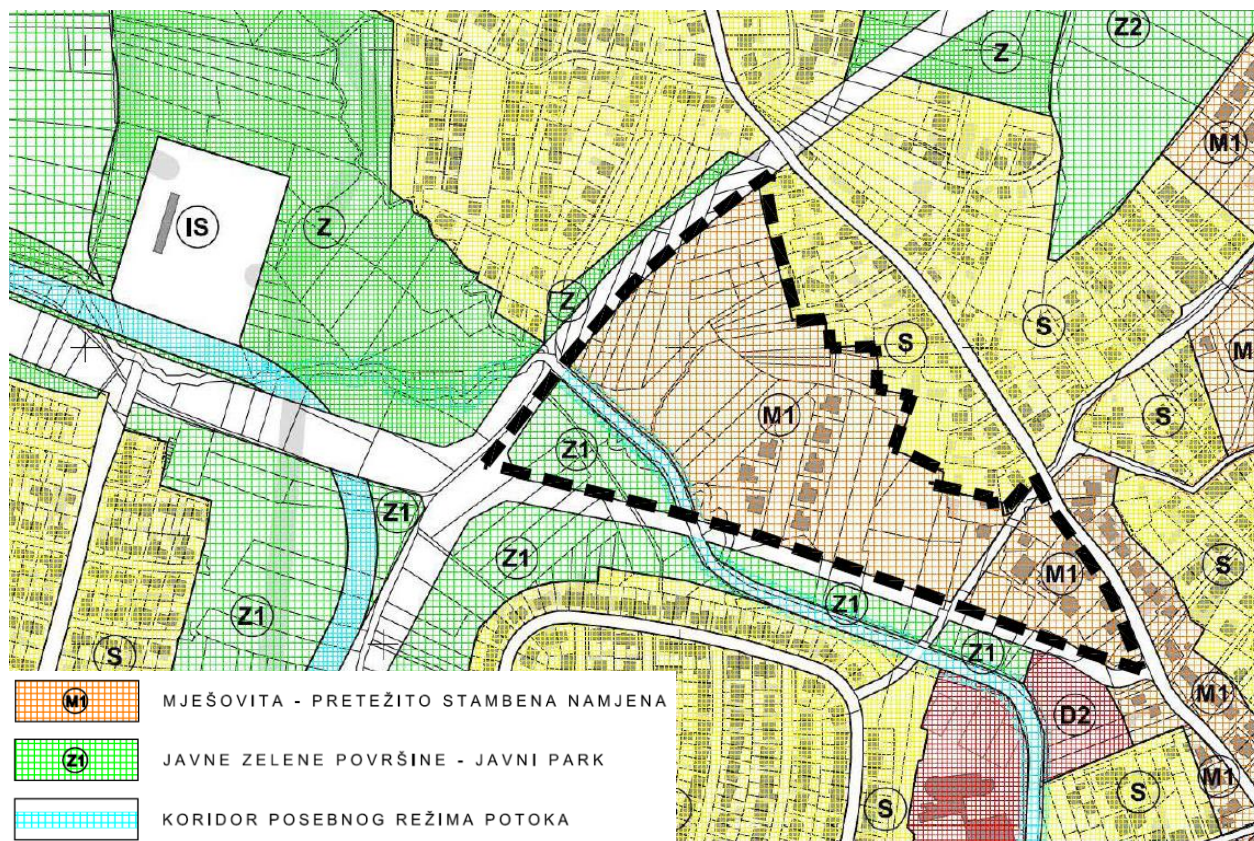 Z2
Z
M1
IS
Z
Z
S
S
M
S
M1
Z1
Z1
Z1
M1
S
Z1
Z1
Z1
S
D2
M1
S
M1
S
M1 MJEŠOVITA - PRETEŽITO STAMBENA NAMJENA
Z1 JAVNE ZELENE POVRŠINE - JAVNI PARK
KORIDOR POSEBNOG REŽIMA POTOKA